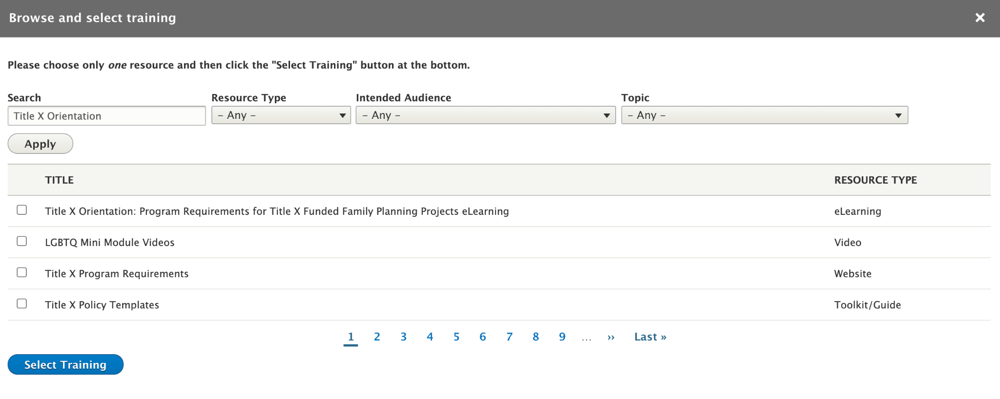 Browse and select training
Please choose only one resource and then click the "Select Training" button at the bottom.
Search Resource Type Intended Audience Topic
Title X Orientation – Any – – Any – – Any –
Apply
TITLE RESOURCE TYPE
Title X Orientation: Program Requirements for Title X Funded Family Planning Projects eLearning eLearning
LGBTQ Mini Module Videos Video
Title X Program Requirements Website
Title X Policy Templates Toolkit/Guide
1 2 3 4 5 6 7 8 9 … ›› Last »
Select Training